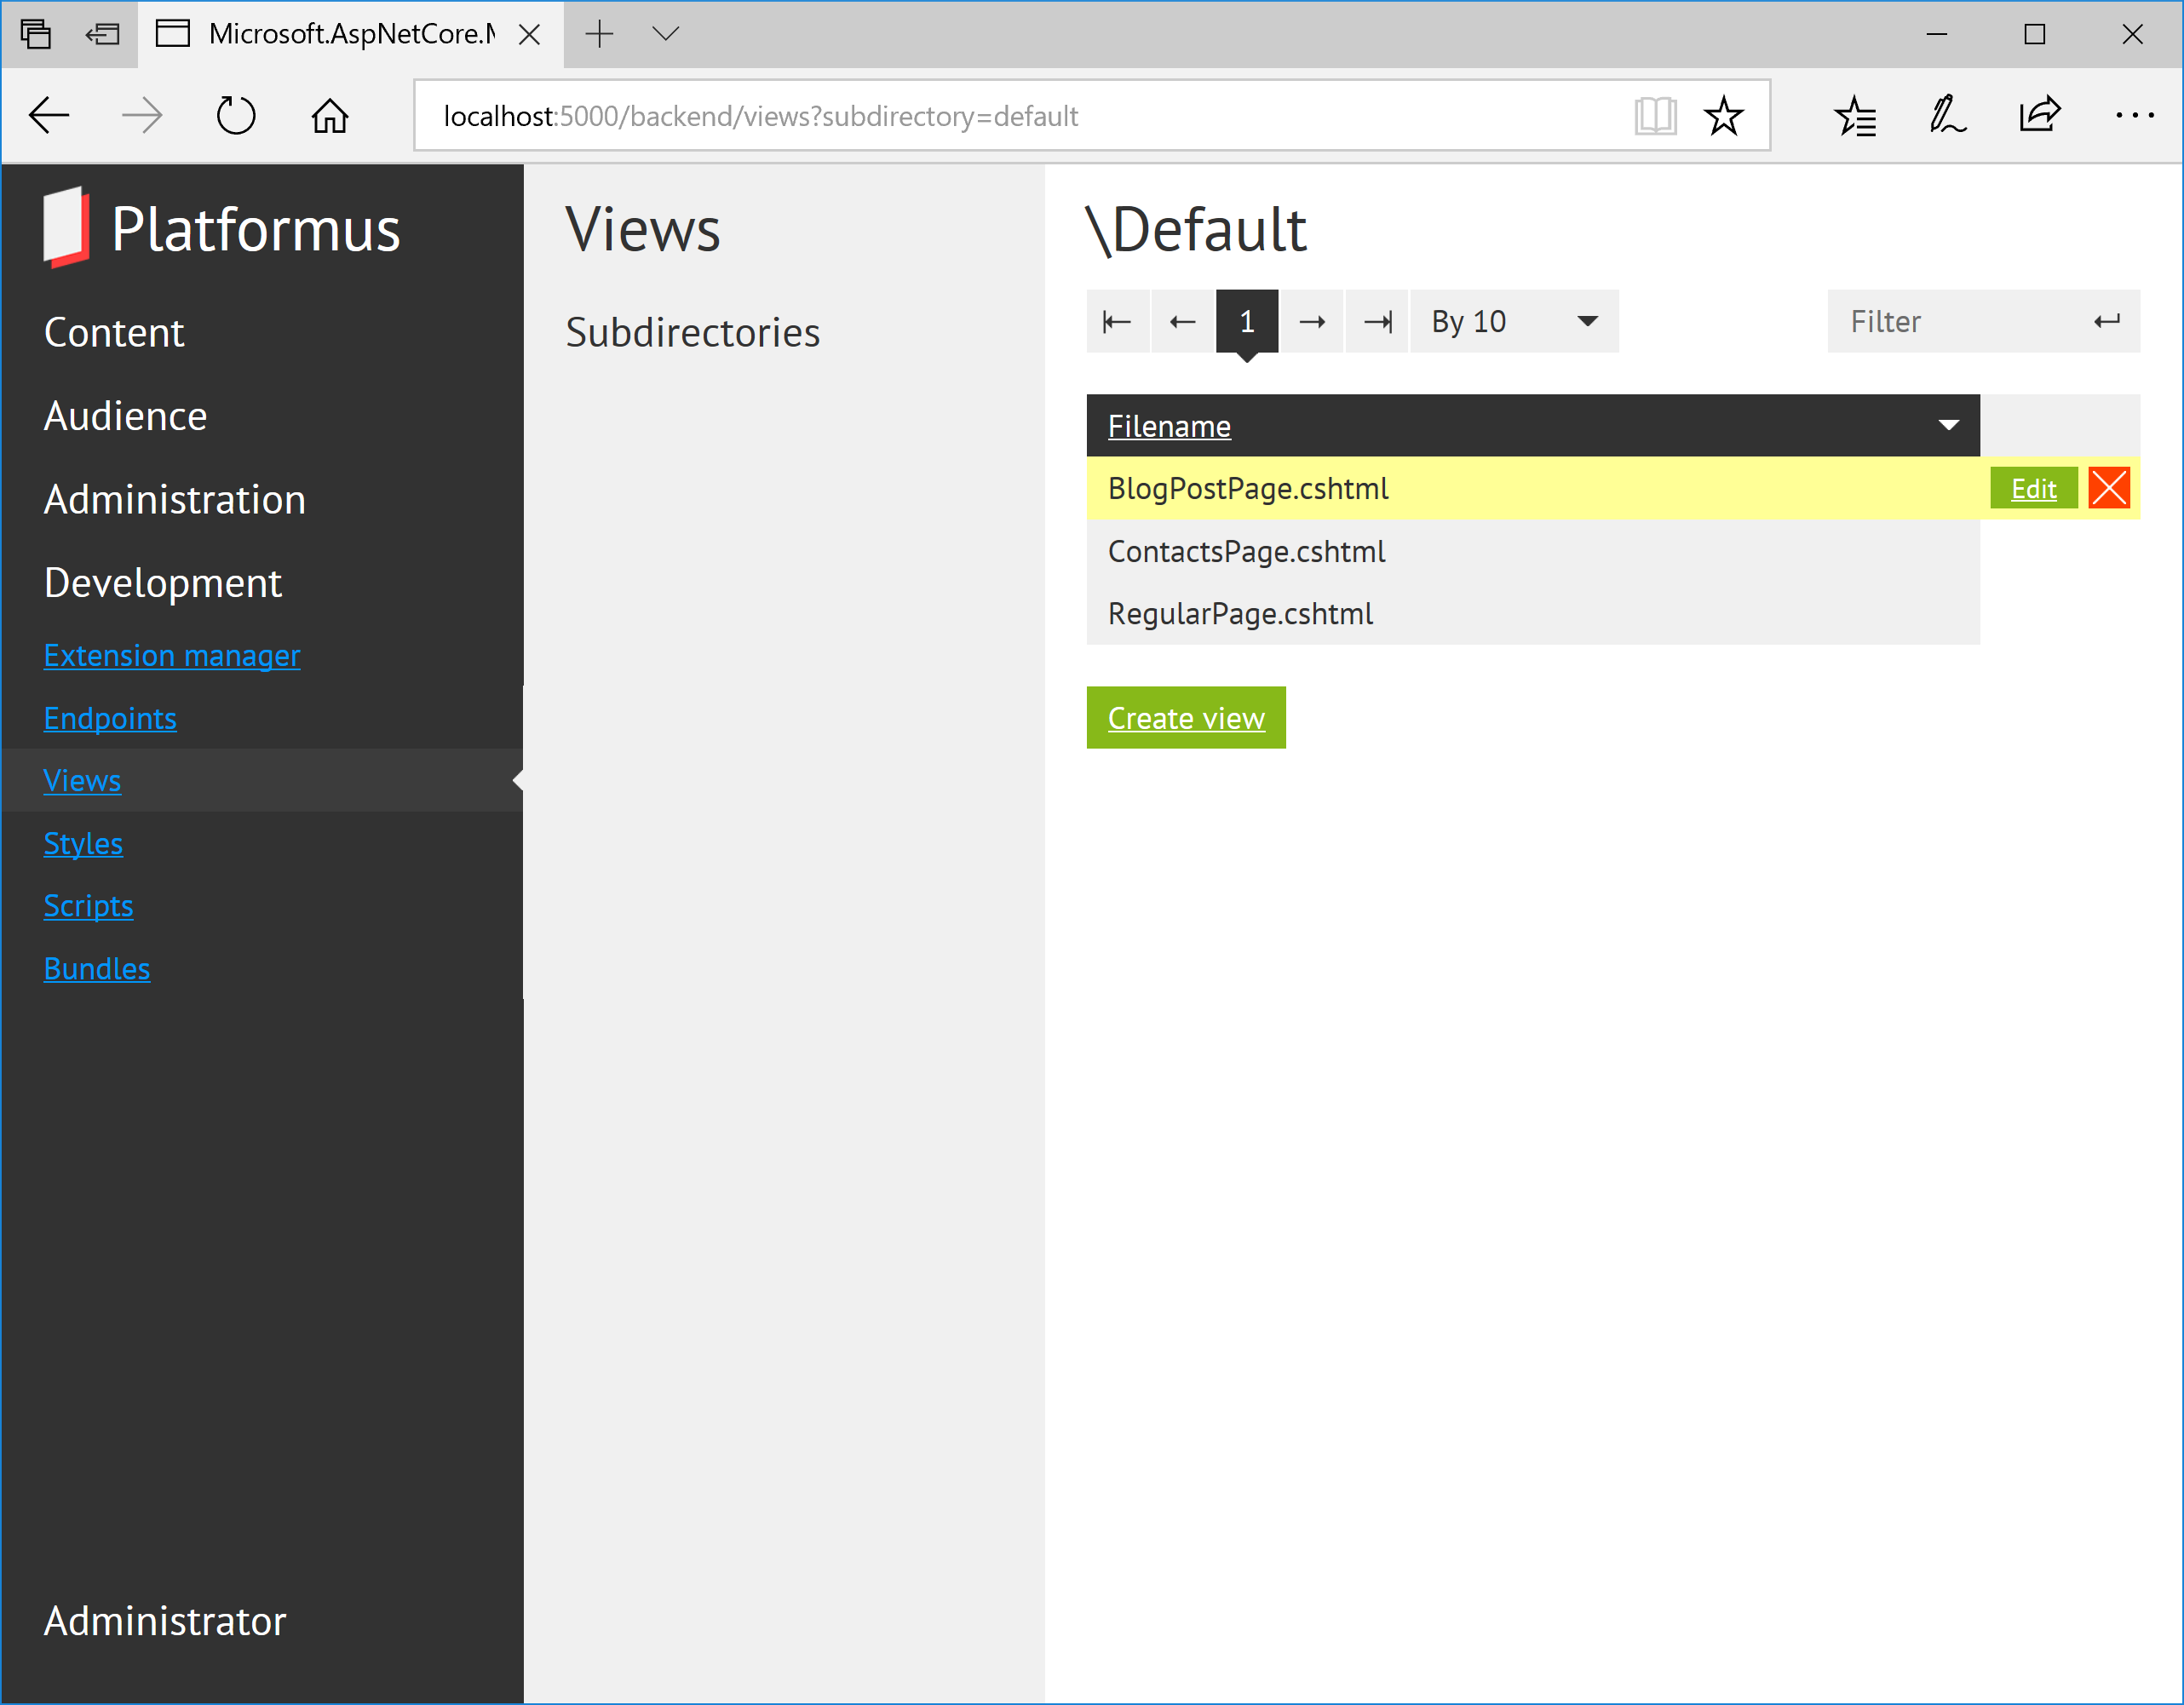 Microsoft.AspNetCore.M
localhost:5000/backend/views?subdirectory=default
Platformus
Content
Audience
Administration
Development
Extension manager
Endpoints
Views
Styles
Scripts
Bundles
Administrator
Views
Subdirectories
\Default
1
By 10
Filter
Filename
BlogPostPage.cshtml
Edit
ContactsPage.cshtml
RegularPage.cshtml
Create view